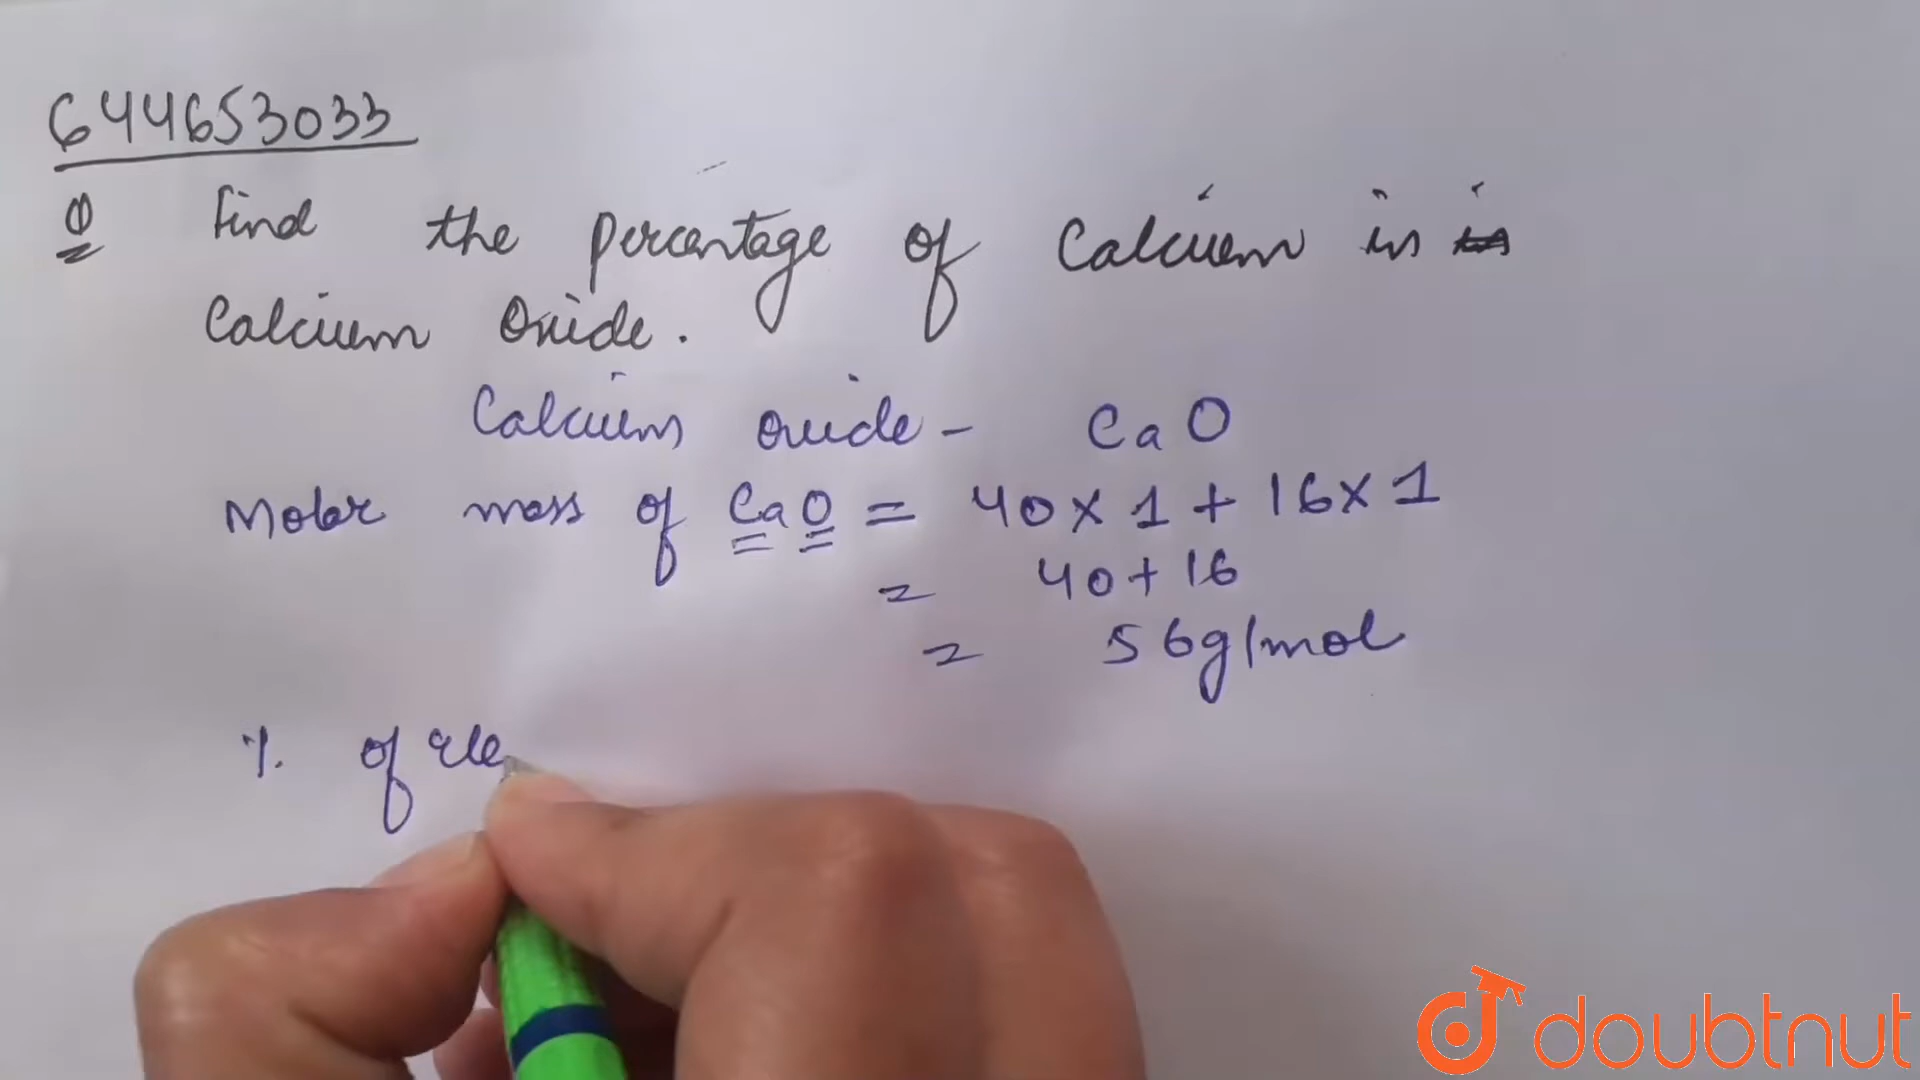 644653033
Q Find the percentage of Calcium in
Calcium Oxide.
Calcium oxide - CaO
Molar mass of CaO = 40 x 1 + 16 x 1
= 40 + 16
= 56g/mol
% of ele
doubtnut